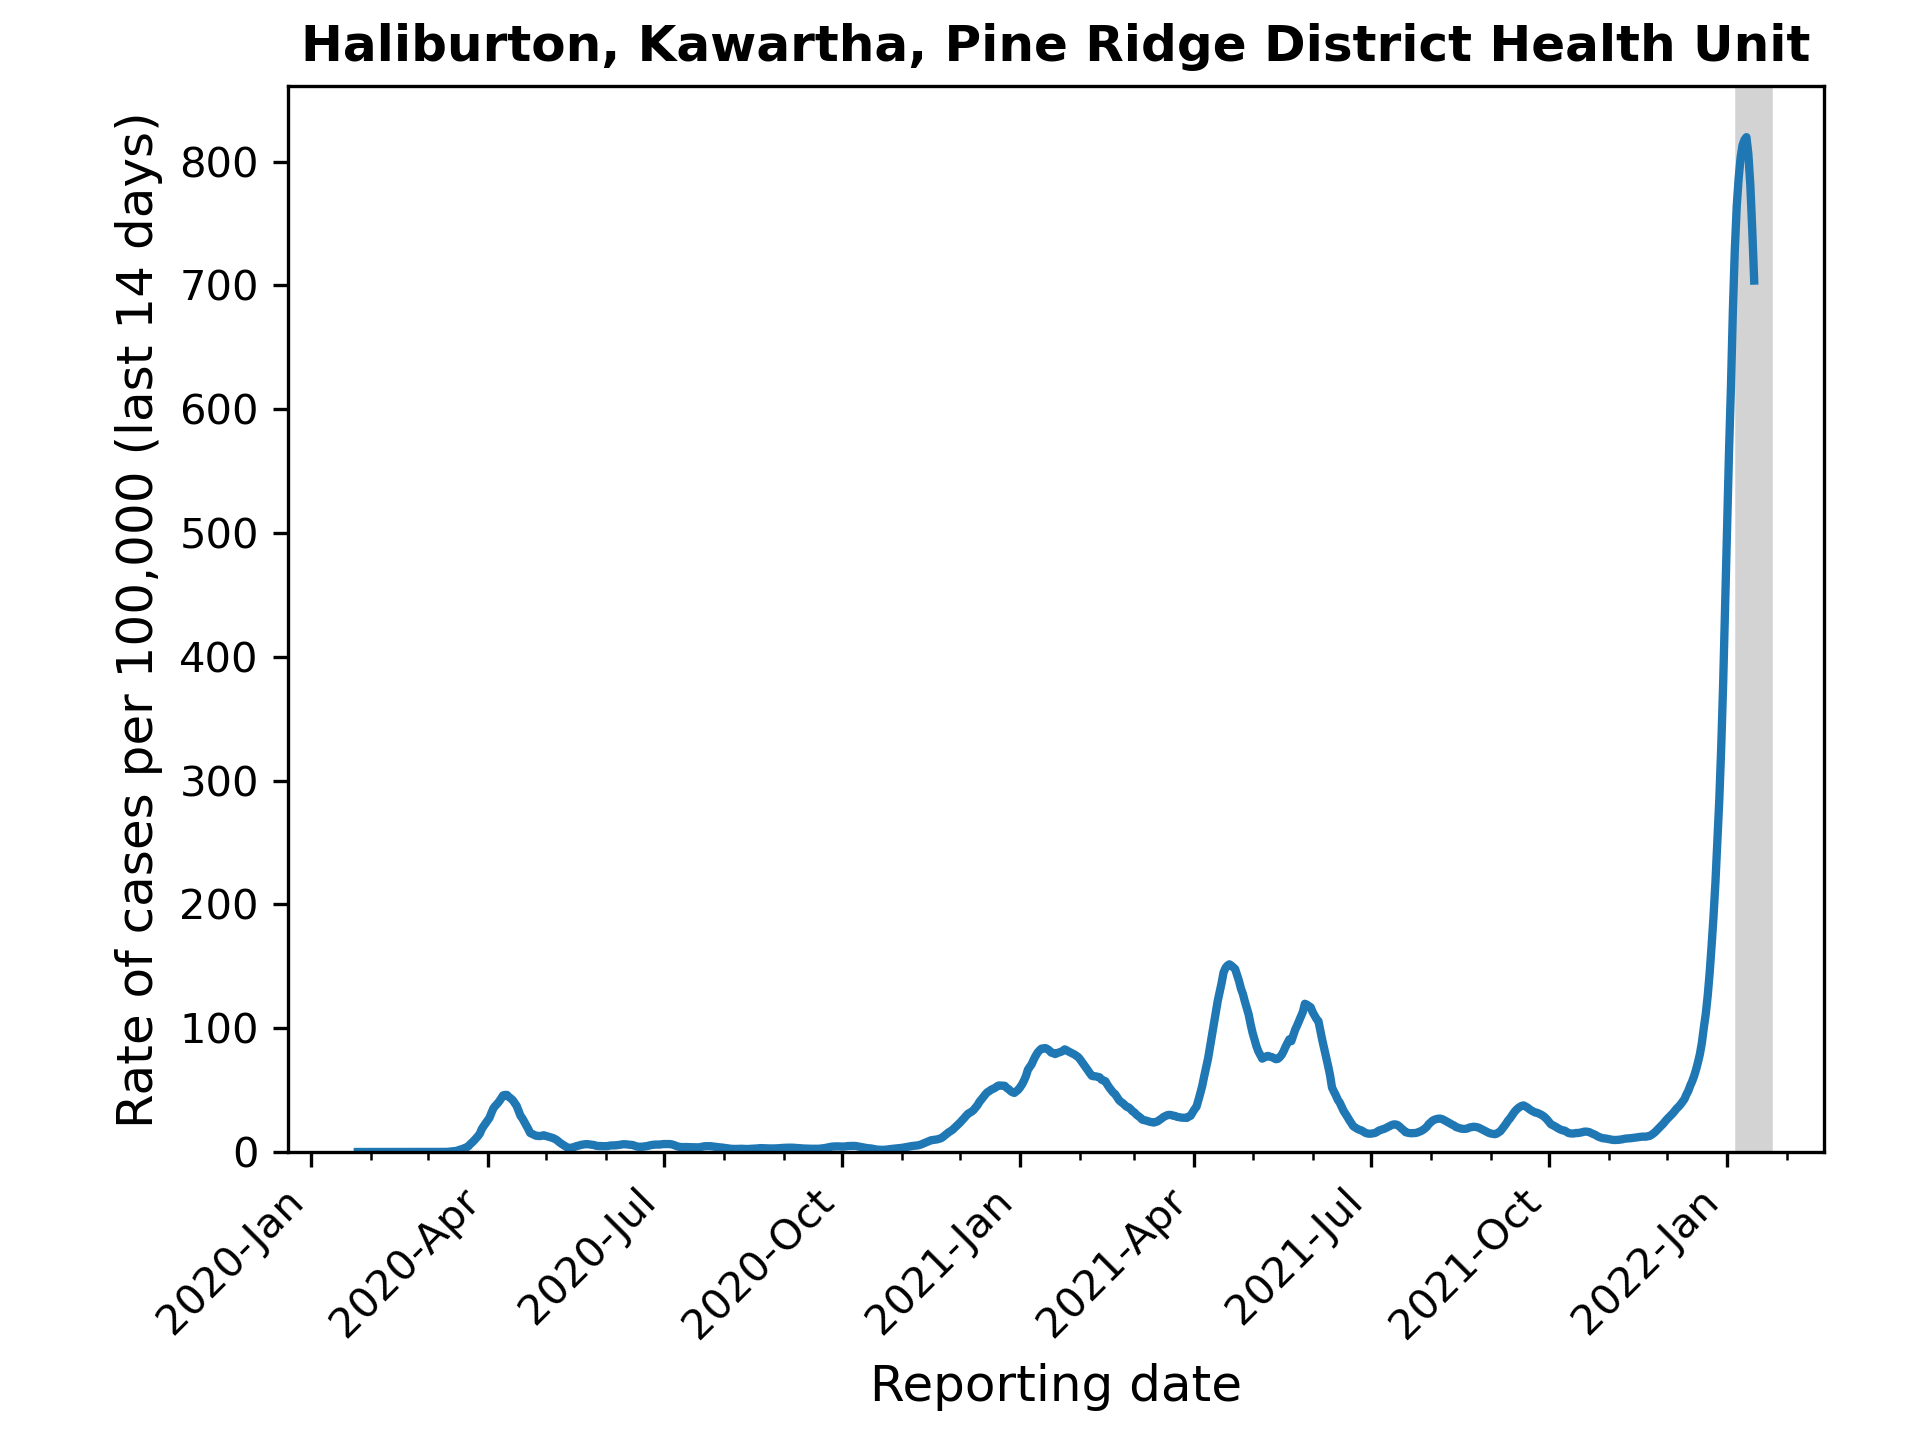 Haliburton, Kawartha, Pine Ridge District Health Unit
Rate of cases per 100,000 (last 14 days)
800
700
600
500
400
300
200
100
0
2020-Jan
2020-Apr
2020-Jul
2020-Oct
2021-Jan
2021-Apr
2021-Jul
2021-Oct
2022-Jan
Reporting date